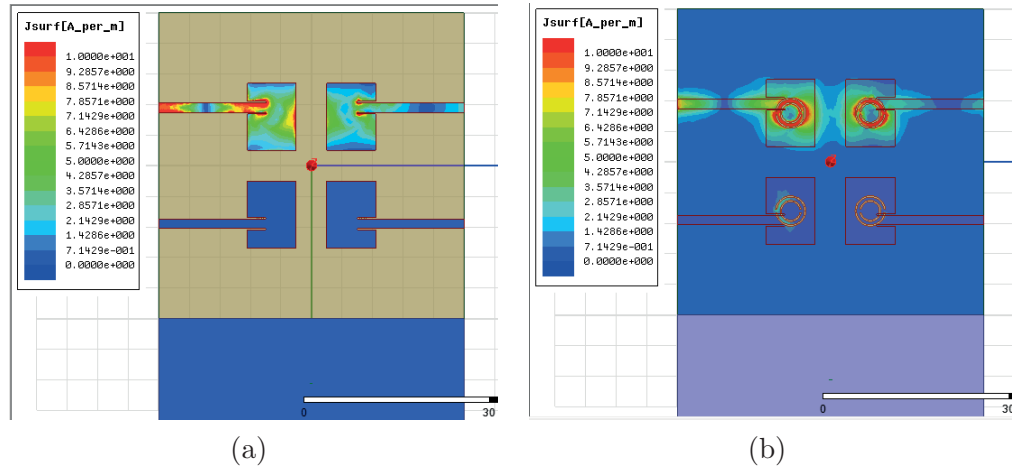 Jsurf[A_per_m]
1.0000e+001
9.2857e+000
8.5714e+000
7.8571e+000
7.1429e+000
6.4286e+000
5.7143e+000
5.0000e+000
4.2857e+000
3.5714e+000
2.8571e+000
2.1429e+000
1.4286e+000
7.1429e-001
0.0000e+000
0
30
(a)
Jsurf[A_per_m]
1.0000e+001
9.2857e+000
8.5714e+000
7.8571e+000
7.1429e+000
6.4286e+000
5.7143e+000
5.0000e+000
4.2857e+000
3.5714e+000
2.8571e+000
2.1429e+000
1.4286e+000
7.1429e-001
0.0000e+000
0
30
(b)